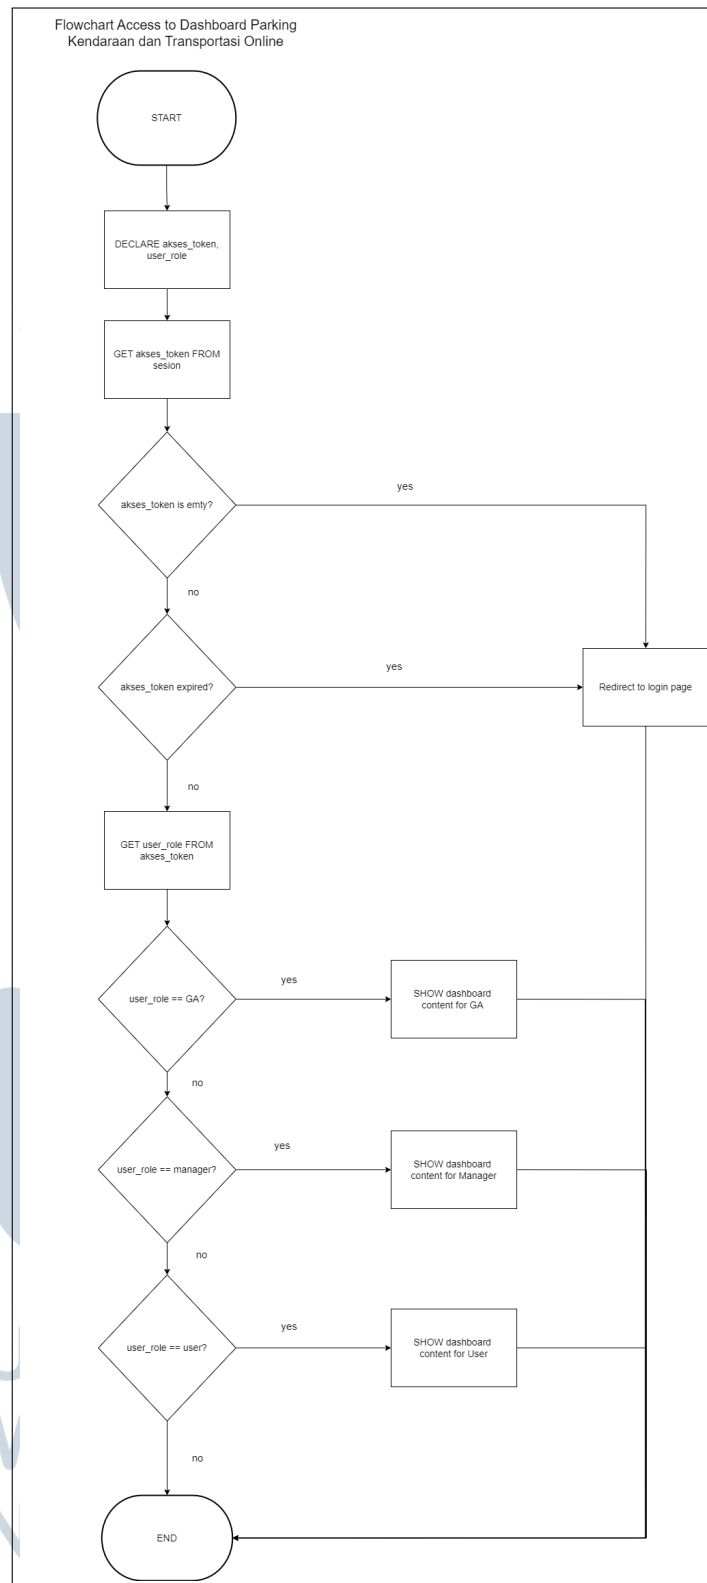 Flowchart Access to Dashboard Parking
Kendaraan dan Transportasi Online
START
DECLARE akses_token,
user_role
GET akses_token FROM
sesion
akses_token is emty?
yes
no
akses_token expired?
yes
Redirect to login page
no
GET user_role FROM
akses_token
user_role == GA?
yes
SHOW dashboard
content for GA
no
user_role == manager?
yes
SHOW dashboard
content for Manager
no
user_role == user?
yes
SHOW dashboard
content for User
no
END